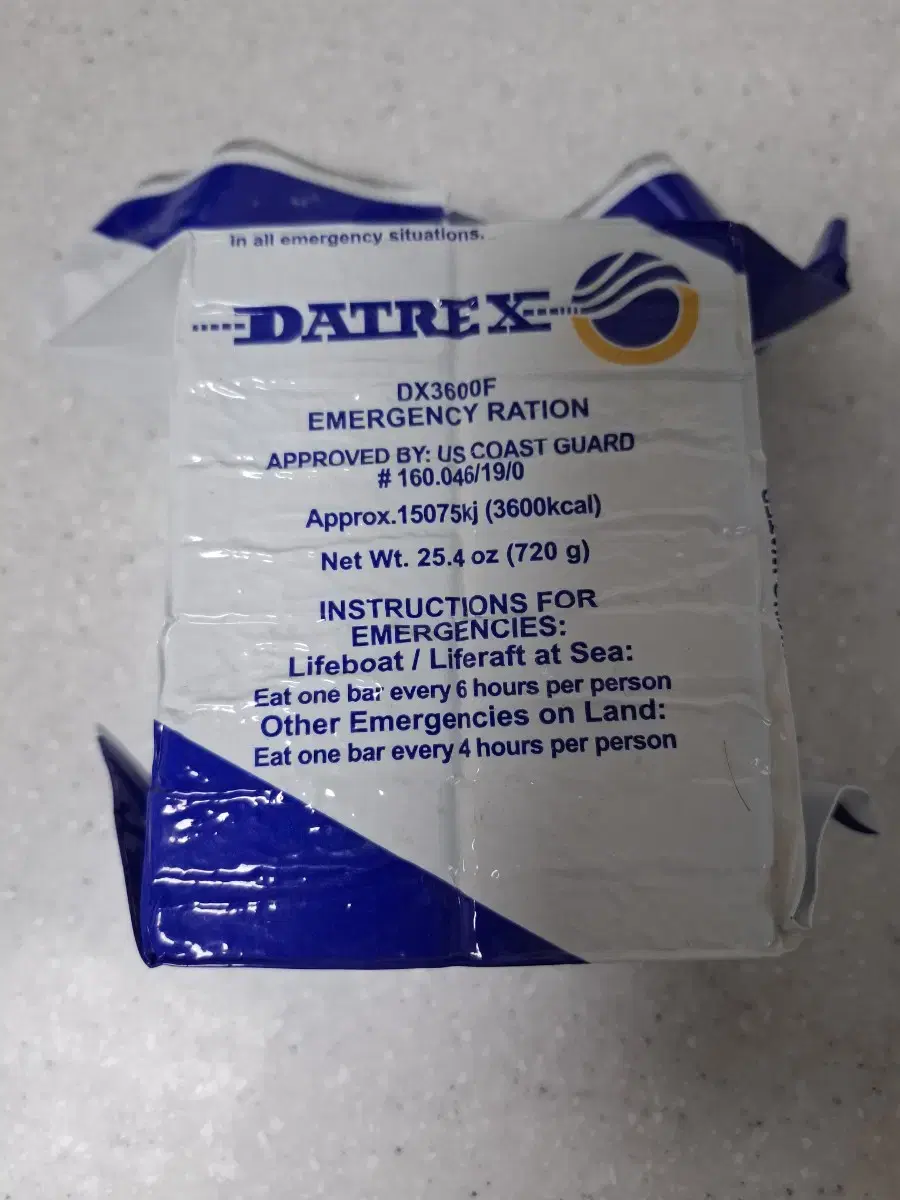 In all emergency situations.
DATREX
DX3600F
EMERGENCY RATION
APPROVED BY: US COAST GUARD
# 160.046/19/0
Approx.15075kj (3600kcal)
Net Wt. 25.4 oz (720 g)
INSTRUCTIONS FOR
EMERGENCIES:
Lifeboat / Liferaft at Sea:
Eat one bar every 6 hours per person
Other Emergencies on Land:
Eat one bar every 4 hours per person